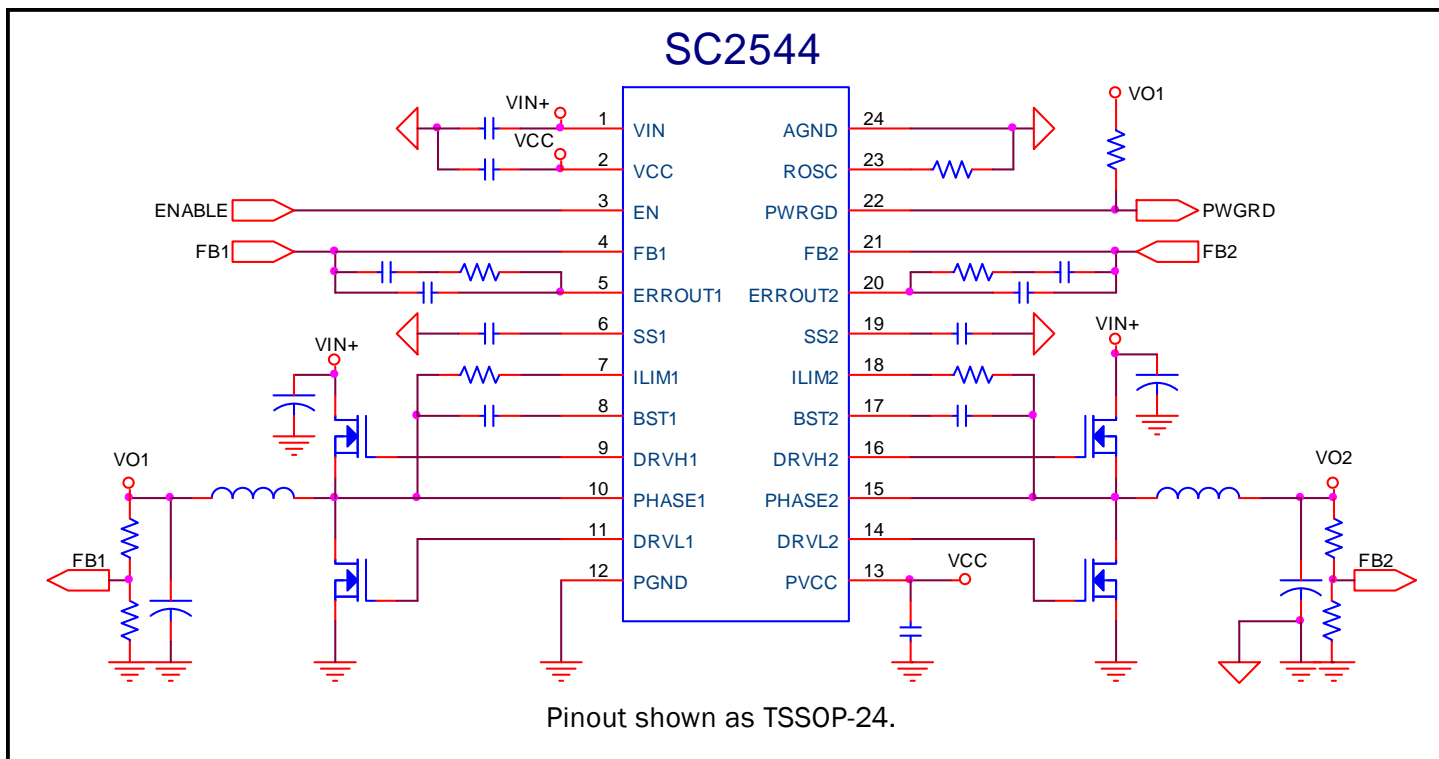 SC2544
VIN+
1
VIN
VCC
2
VCC
ENABLE
3
EN
FB1
4
FB1
5
ERROUT1
6
SS1
VIN+
7
ILIM1
8
BST1
9
DRVH1
VO1
10
PHASE1
11
DRVL1
FB1
12
PGND
24
AGND
VO1
23
ROSC
22
PWRGD
PWGRD
21
FB2
FB2
20
ERROUT2
19
SS2
VIN+
18
ILIM2
17
BST2
16
DRVH2
VO2
15
PHASE2
14
DRVL2
VCC
13
PVCC
FB2
Pinout shown as TSSOP-24.